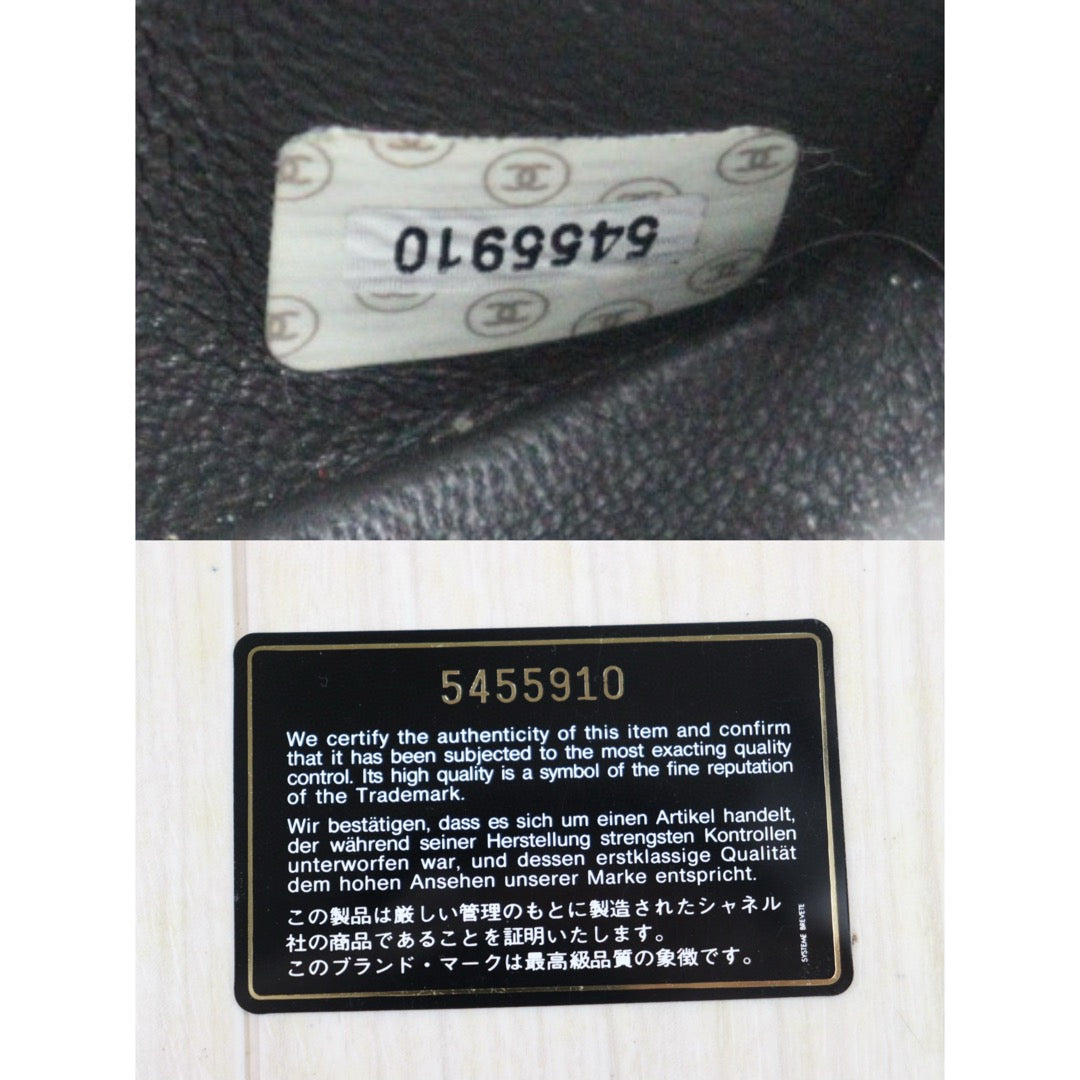 5455910
5455910
We certify the authenticity of this item and confirm
that it has been subjected to the most exacting quality
control. Its high quality is a symbol of the fine reputation
of the Trademark.
Wir bestätigen, dass es sich um einen Artikel handelt,
der während seiner Herstellung strengsten Kontrollen
unterworfen war, und dessen erstklassige Qualität
dem hohen Ansehen unserer Marke entspricht.
この製品は厳しい管理のもとに製造されたシャネル
社の商品であることを証明いたします。
このブランド・マークは最高級品質の象徴です。
SYSTEME BREVETE